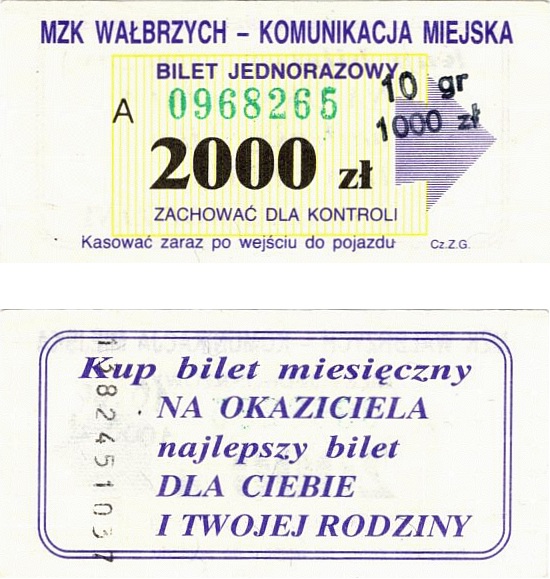 MZK WAŁBRZYCH – KOMUNIKACJA MIEJSKA
BILET JEDNORAZOWY
10 gr
A 0968265
1000 zł
2000 zł
ZACHOWAĆ DLA KONTROLI
Kasować zaraz po wejściu do pojazdu Cz.Z.G.
Kup bilet miesięczny
NA OKAZICIELA
najlepszy bilet
DLA CIEBIE
I TWOJEJ RODZINY